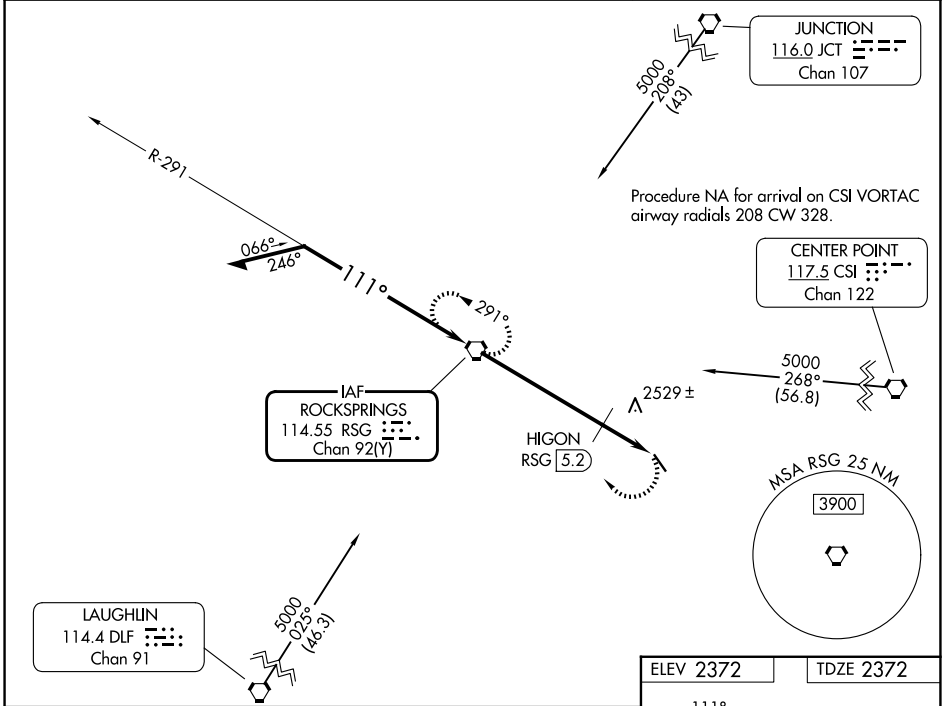 JUNCTION
116.0 JCT
Chan 107
5000
208°
(43)
R-291
Procedure NA for arrival on CSI VORTAC
airway radials 208 CW 328.
066°
246°
111°
291°
CENTER POINT
117.5 CSI
Chan 122
5000
268°
(56.8)
IAF
ROCKSPRINGS
114.55 RSG
Chan 92(Y)
2529 ±
HIGON
RSG 5.2
MSA RSG 25 NM
3900
5000
025°
(46.3)
LAUGHLIN
114.4 DLF
Chan 91
ELEV 2372
TDZE 2372
111°